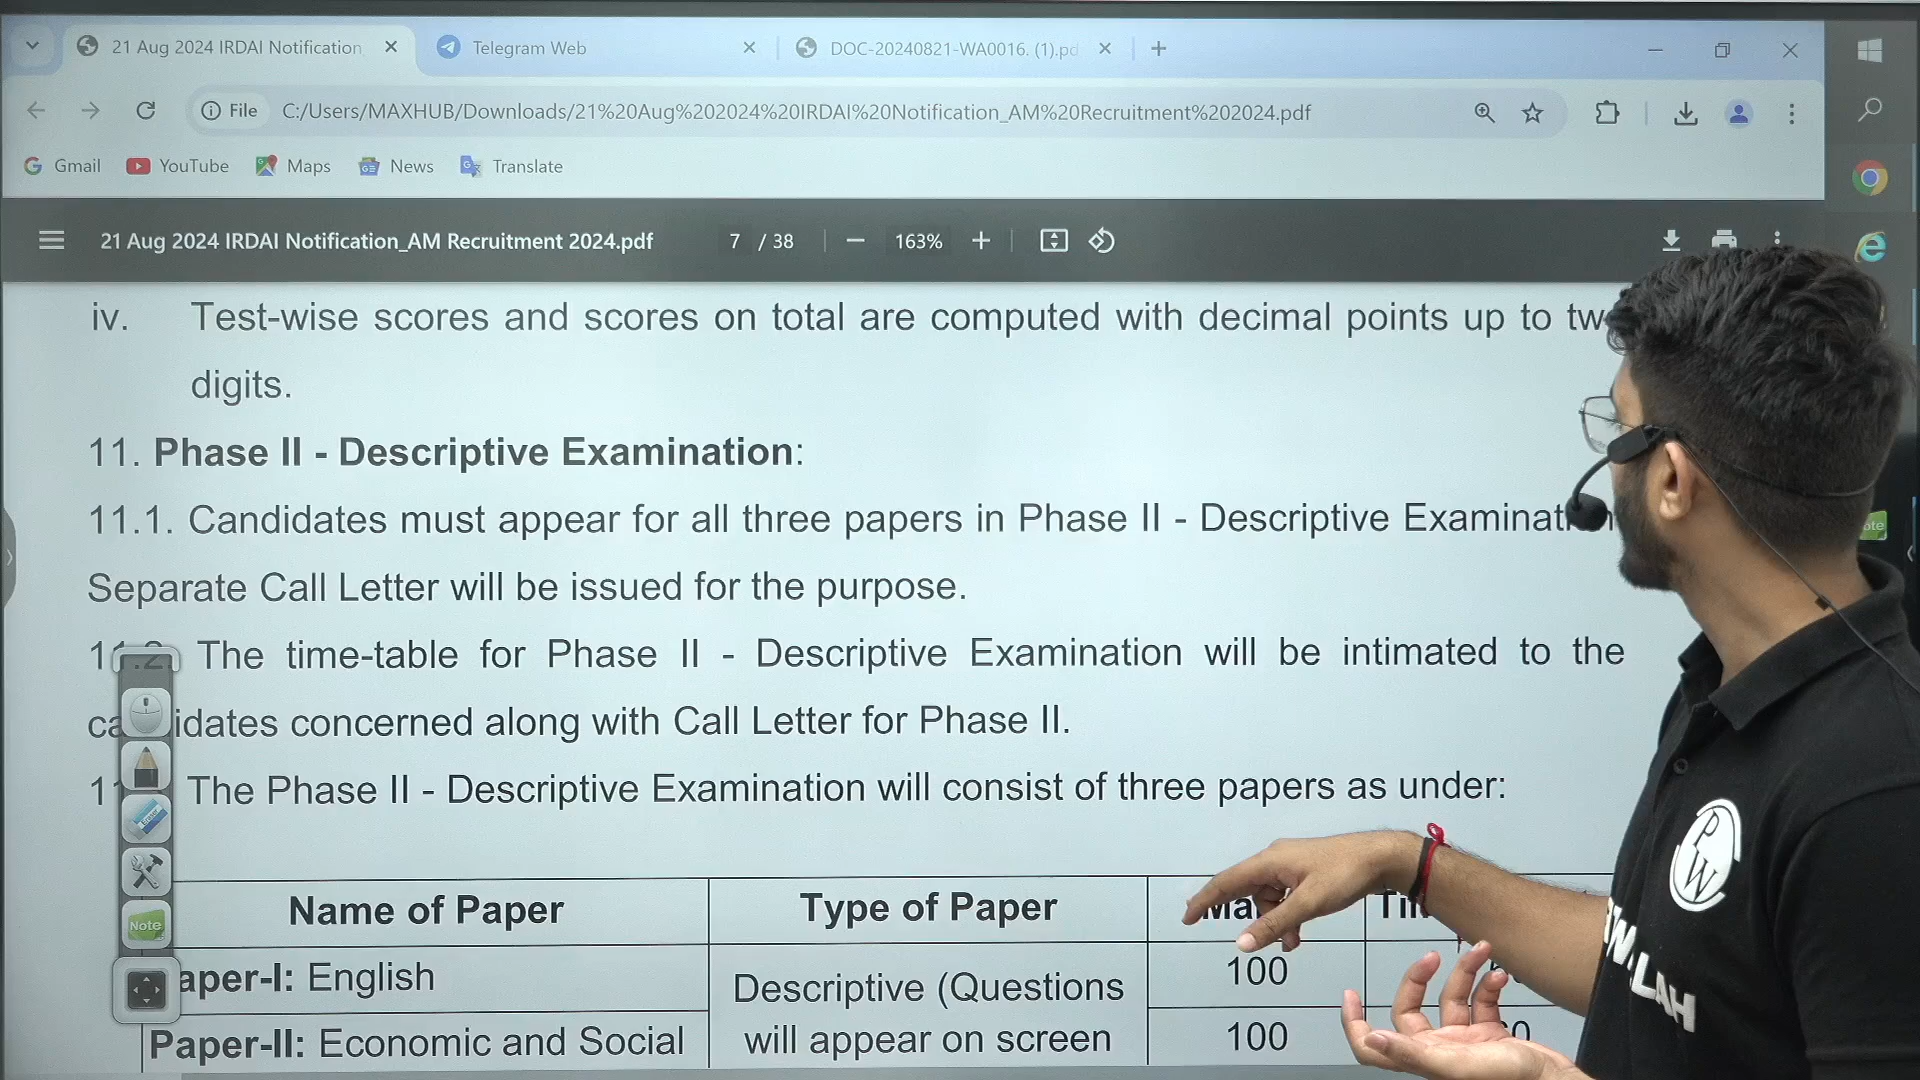 21 Aug 2024 IRDAI Notification
Telegram Web
DOC-20240821-WA0016. (1).pd
File
C:/Users/MAXHUB/Downloads/21%20Aug%202024%20IRDAI%20Notification_AM%20Recruitment%202024.pdf
Gmail
YouTube
Maps
News
Translate
21 Aug 2024 IRDAI Notification_AM Recruitment 2024.pdf
7 / 38
163%
iv. Test-wise scores and scores on total are computed with decimal points up to tw
digits.
11. Phase II - Descriptive Examination:
11.1. Candidates must appear for all three papers in Phase II - Descriptive Examinat
Separate Call Letter will be issued for the purpose.
11.2. The time-table for Phase II - Descriptive Examination will be intimated to the
ca idates concerned along with Call Letter for Phase II.
The Phase II - Descriptive Examination will consist of three papers as under:
Name of Paper Type of Paper
aper-I: English
Descriptive (Questions
100
Paper-II: Economic and Social
will appear on screen
100
Note
PW